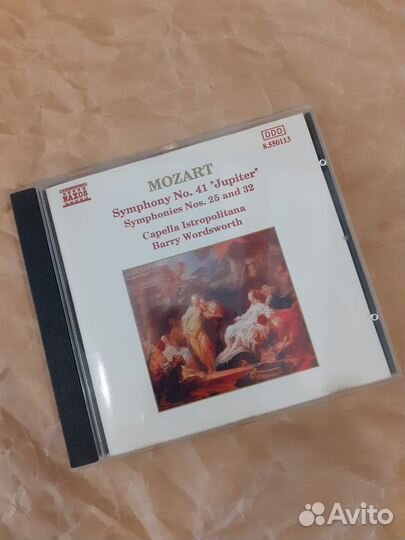 DIGITAL
NAXOS
DDD
8.550113
MOZART
Symphony No. 41 "Jupiter"
Symphonies Nos. 25 and 32
Capella Istropolitana
Barry Wordsworth
Avito